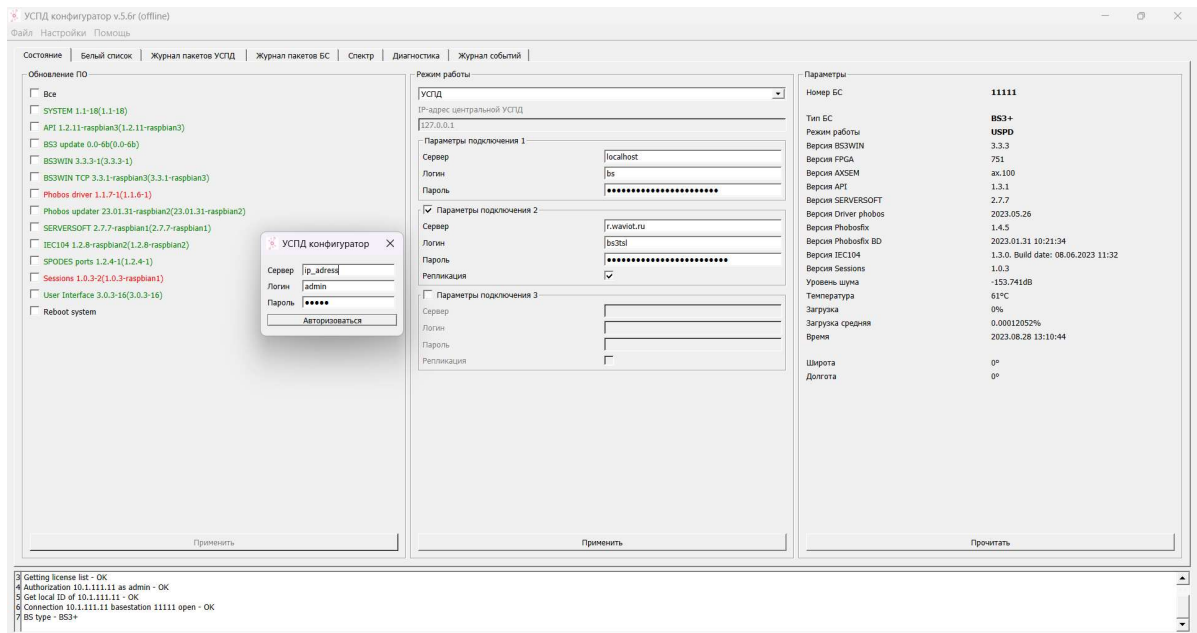 УСПД конфигуратор v.5.6г (offline)
Файл Настройки Помощь
Состояние Белый список Журнал пакетов УСПД Журнал пакетов БС Спектр Диагностика Журнал событий
Обновление ПО
Все
SYSTEM 1.1-18(1.1-18)
API 1.2.11-raspbian3(1.2.11-raspbian3)
BS3 update 0.0-6b(0.0-6b)
BS3WIN 3.3.3-1(3.3.3-1)
BS3WIN TCP 3.3.1-raspbian3(3.3.1-raspbian3)
Phobos driver 1.1.7-1(1.1.6-1)
Phobos updater 23.01.31-raspbian2(23.01.31-raspbian2)
SERVERSOFT 2.7.7-raspbian1(2.7.7-raspbian1)
IEC104 1.2.8-raspbian2(1.2.8-raspbian2)
SPODES ports 1.2.4-1(1.2.4-1)
Sessions 1.0.3-2(1.0.3-raspbian1)
User Interface 3.0.3-16(3.0.3-16)
Reboot system
Применить
УСПД конфигуратор
Сервер ip_adress
Логин admin
Пароль •••••
Авторизоваться
Режим работы
УСПД
IP-адрес центральной УСПД
127.0.0.1
Параметры подключения 1
Сервер localhost
Логин bs
Пароль •••••••••••••••••••••••
Параметры подключения 2
Сервер r.waviot.ru
Логин bs3tsl
Пароль •••••••••••••••••••••••••
Репликация
Параметры подключения 3
Сервер
Логин
Пароль
Репликация
Применить
Параметры
Номер БС 11111
Тип БС BS3+
Режим работы USPD
Версия BS3WIN 3.3.3
Версия FPGA 751
Версия AXSEM ax.100
Версия API 1.3.1
Версия SERVERSOFT 2.7.7
Версия Driver phobos 2023.05.26
Версия Phobosfix 1.4.5
Версия Phobosfix BD 2023.01.31 10:21:34
Версия IEC104 1.3.0. Build date: 08.06.2023 11:32
Версия Sessions 1.0.3
Уровень шума -153.741dB
Температура 61ºC
Загрузка 0%
Загрузка средняя 0.00012052%
Время 2023.08.28 13:10:44
Широта 0º
Долгота 0º
Прочитать
3 Getting license list - OK
4 Authorization 10.1.111.11 as admin - OK
5 Get local ID of 10.1.111.11 - OK
6 Connection 10.1.111.11 basestation 11111 open - OK
7 BS type - BS3+